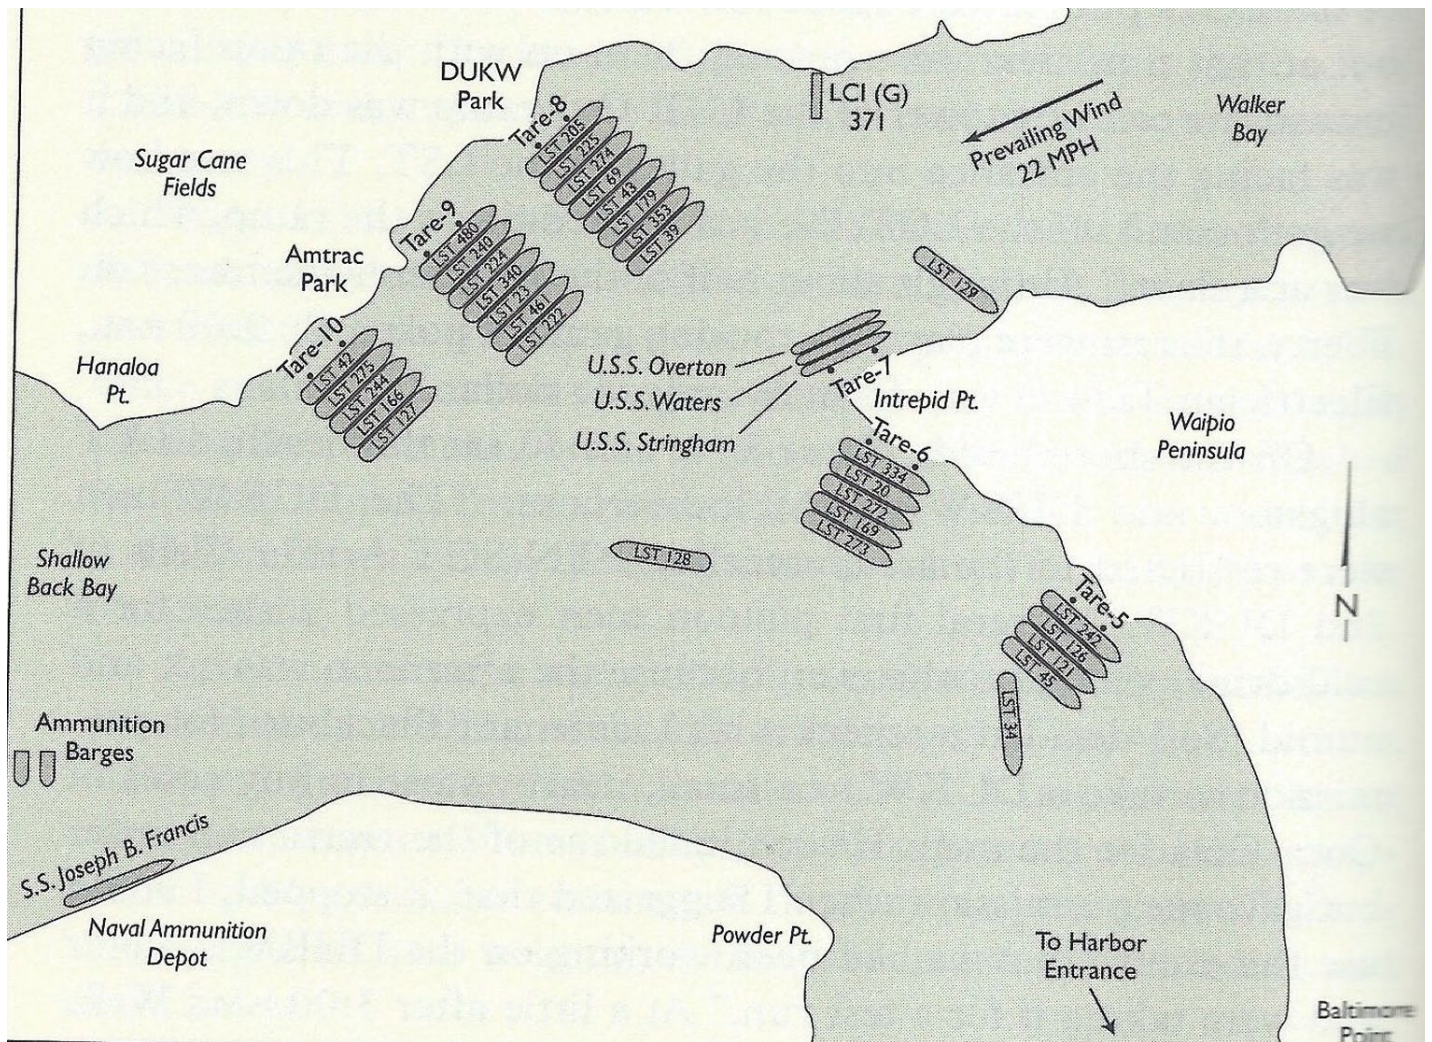 DUKW
Park
Tare-8
LST 205
LST 225
LST 274
LST 69
LST 43
LST 179
LST 353
LST 39
LCI (G)
371
Prevailing Wind
22 MPH
Walker
Bay
Sugar Cane
Fields
Tare-9
LST 480
LST 240
LST 224
LST 340
LST 23
LST 461
LST 222
Amtrac
Park
LST 129
Tare-10
LST 42
LST 275
LST 244
LST 166
LST 127
Hanaloa
Pt.
U.S.S. Overton
U.S.S. Waters
U.S.S. Stringham
Tare-7
Intrepid Pt.
Waipio
Peninsula
Tare-6
LST 334
LST 20
LST 272
LST 169
LST 273
LST 128
Shallow
Back Bay
Tare-5
LST 242
LST 126
LST 121
LST 45
LST 34
N
Ammunition
Barges
S.S. Joseph B. Francis
Naval Ammunition
Depot
Powder Pt.
To Harbor
Entrance
Baltimore
Point